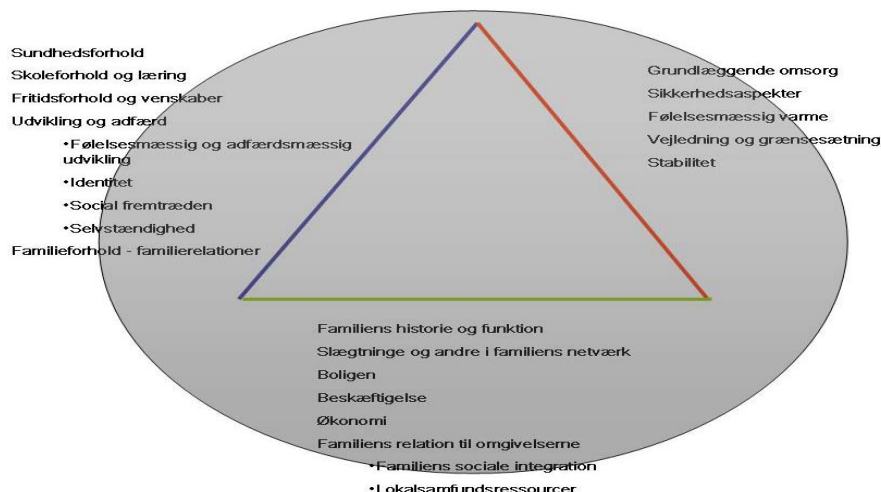 Sundhedsforhold
Skoleforhold og læring
Fritidsforhold og venskaber
Udvikling og adfærd
•Følelsesmæssig og adfærdsmæssig
udvikling
•Identitet
•Social fremtræden
•Selvstændighed
Familieforhold - familierelationer
Grundlæggende omsorg
Sikkerhedsaspekter
Følelsesmæssig varme
Vejledning og grænsesætning
Stabilitet
Familiens historie og funktion
Slægtninge og andre i familiens netværk
Boligen
Beskæftigelse
Økonomi
Familiens relation til omgivelserne
•Familiens sociale integration
•Lokalsamfundsressourcer